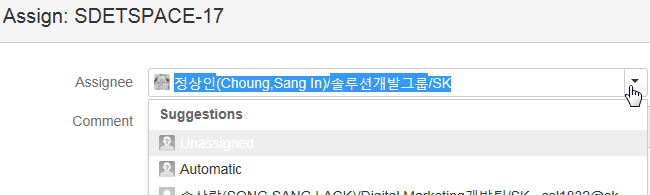 Assign: SDETSPACE-17
Assignee 정상인(Choung,Sang In)/솔루션개발그룹/SK
Comment
Suggestions
Unassigned
Automatic